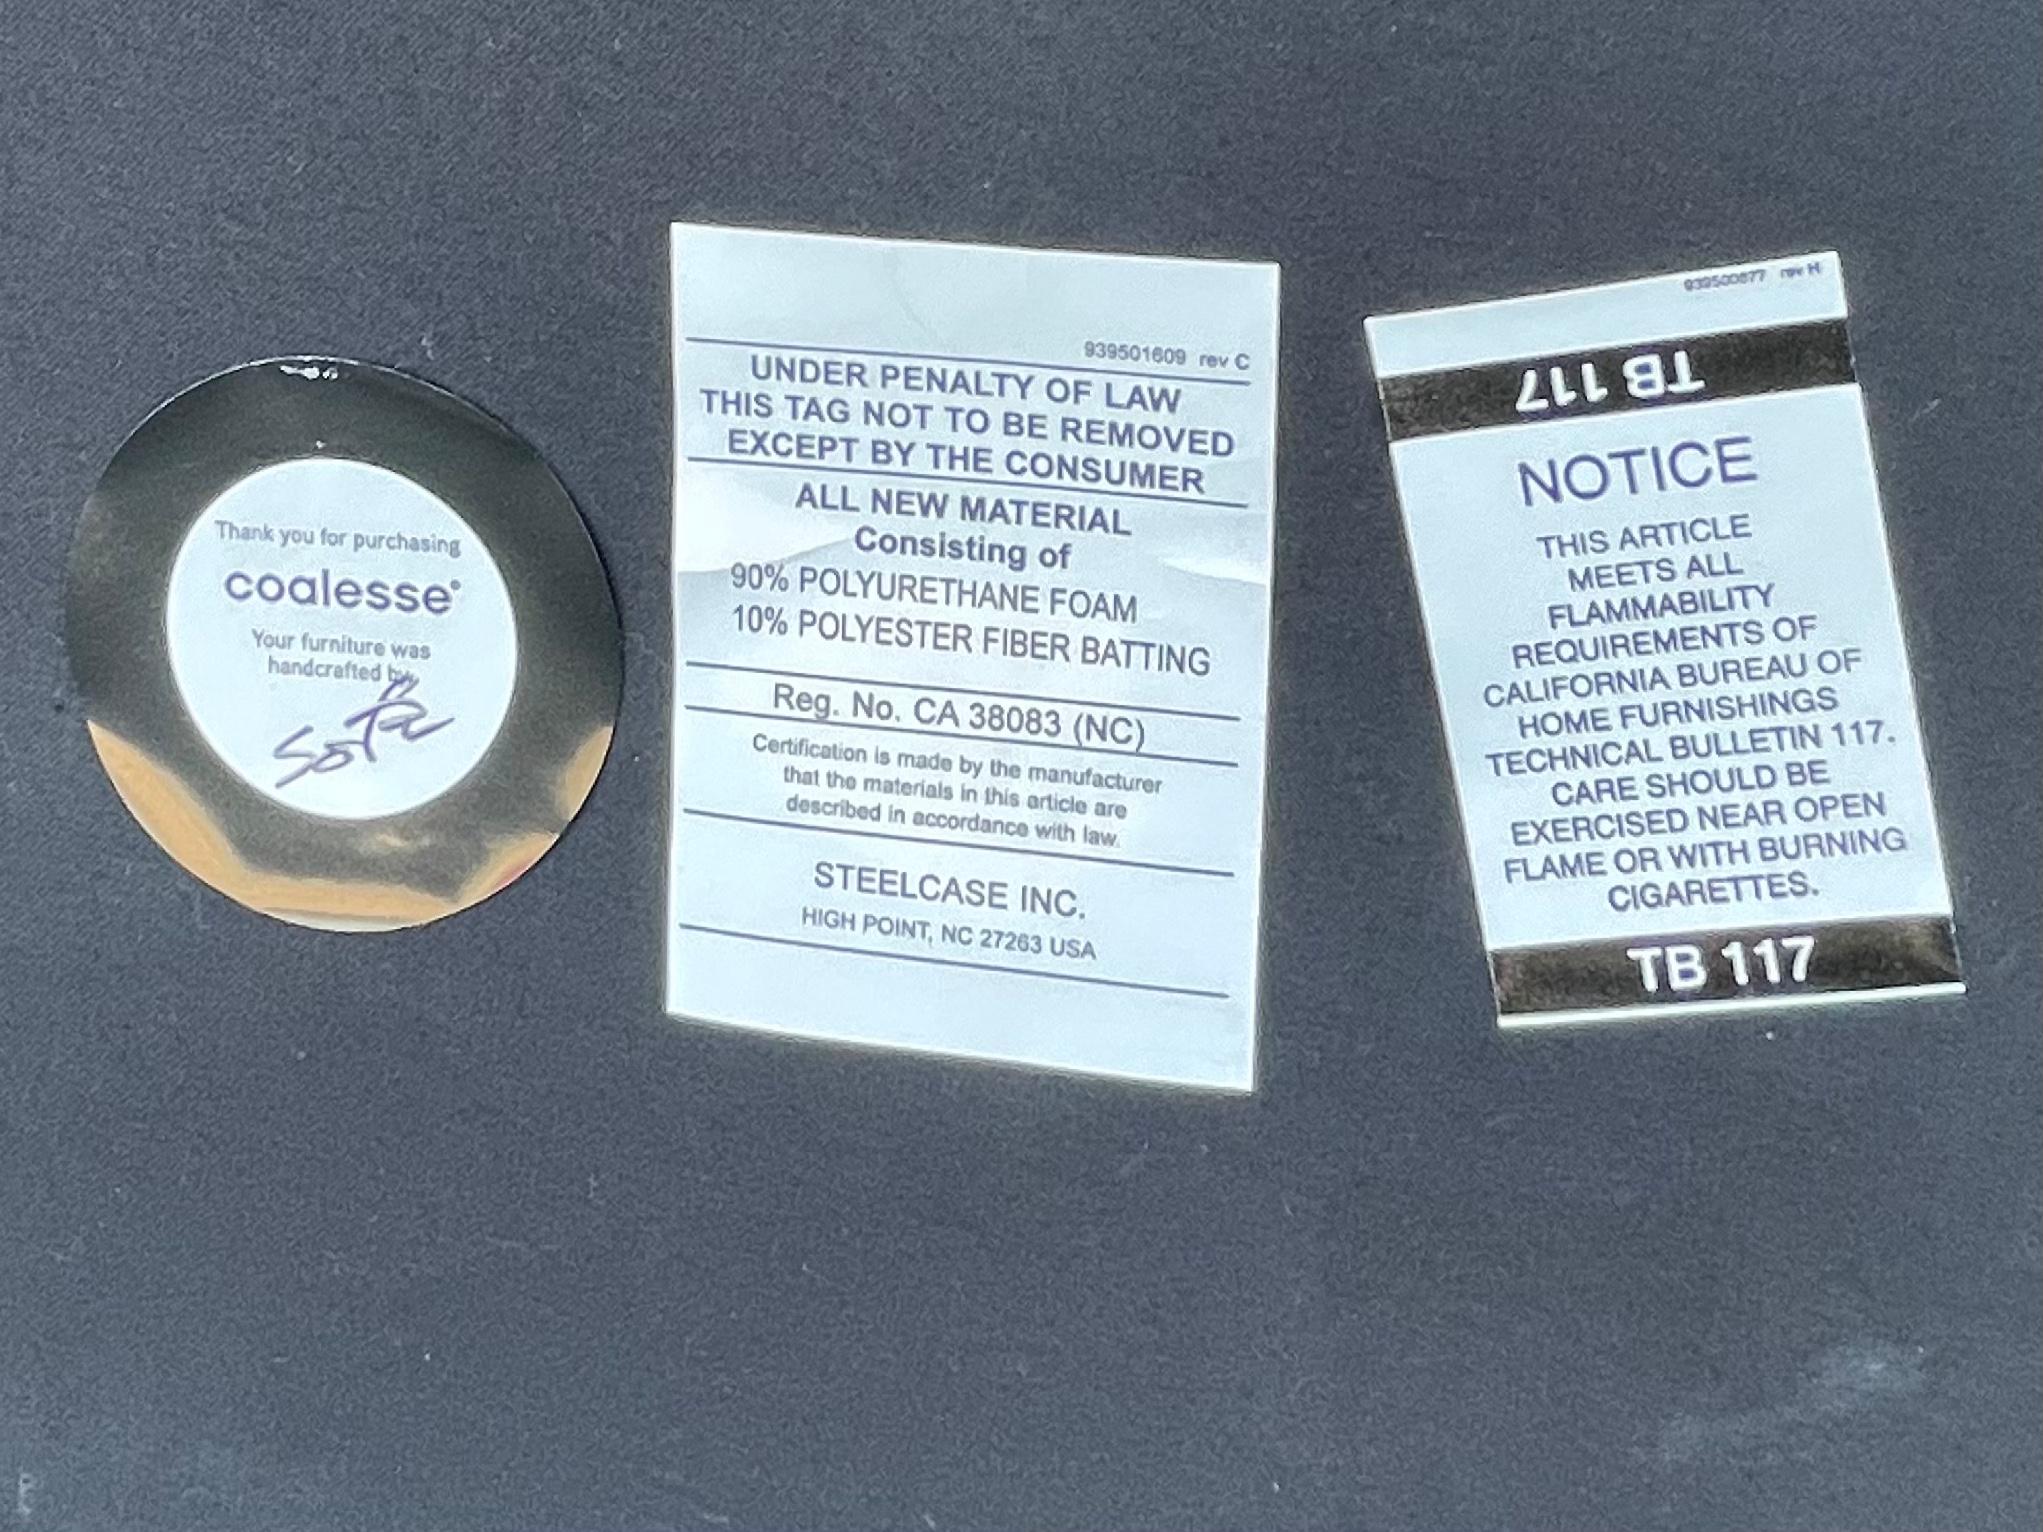 Thank you for purchasing
coalesse®
Your furniture was
handcrafted by
939501609 rev C
UNDER PENALTY OF LAW
THIS TAG NOT TO BE REMOVED
EXCEPT BY THE CONSUMER
ALL NEW MATERIAL
Consisting of
90% POLYURETHANE FOAM
10% POLYESTER FIBER BATTING
Reg. No. CA 38083 (NC)
Certification is made by the manufacturer
that the materials in this article are
described in accordance with law.
STEELCASE INC.
HIGH POINT, NC 27263 USA
939500877 rev H
TB 117
NOTICE
THIS ARTICLE
MEETS ALL
FLAMMABILITY
REQUIREMENTS OF
CALIFORNIA BUREAU OF
HOME FURNISHINGS
TECHNICAL BULLETIN 117.
CARE SHOULD BE
EXERCISED NEAR OPEN
FLAME OR WITH BURNING
CIGARETTES.
TB 117